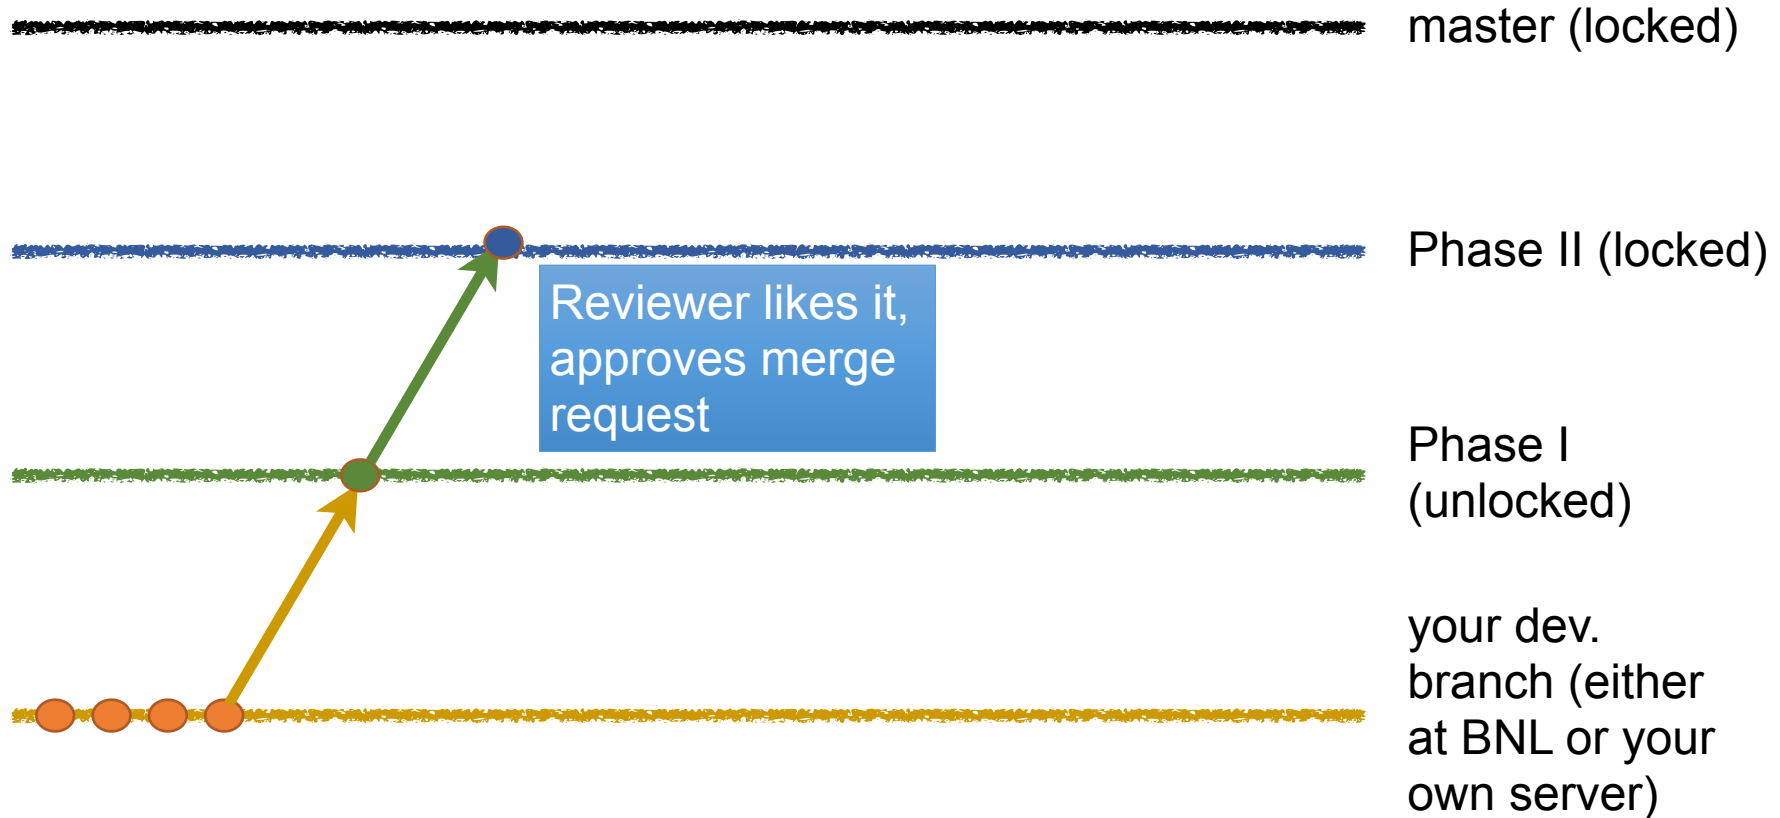 master (locked)
Phase II (locked)
Reviewer likes it,
approves merge
request
Phase I
(unlocked)
your dev.
branch (either
at BNL or your
own server)